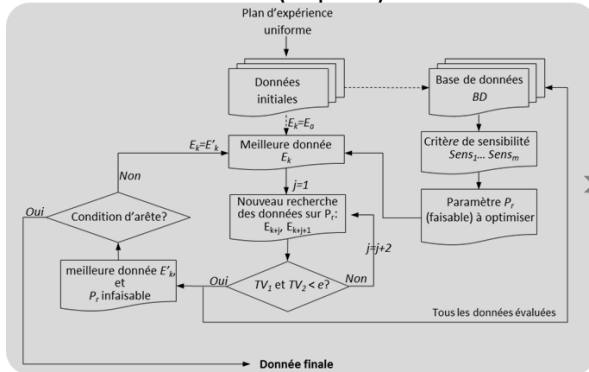 Plan d'expérience
uniforme
Données
initiales
Base de données
BD
E_k=E_a
E_k=E'_k
Meilleure donnée
E_k
Critère de sensibilité
Sens_1... Sens_m
Non
j=1
Oui
Condition d'arête?
Nouveau recherche
des données sur P_r:
E_k+j, E_k+j+1
Paramètre P_r
(faisable) à optimiser
j=j+2
meilleure donnée E'_k,
et
P_r infaisable
Oui
TV_1 et TV_2 < e?
Non
Tous les données évaluées
Donnée finale